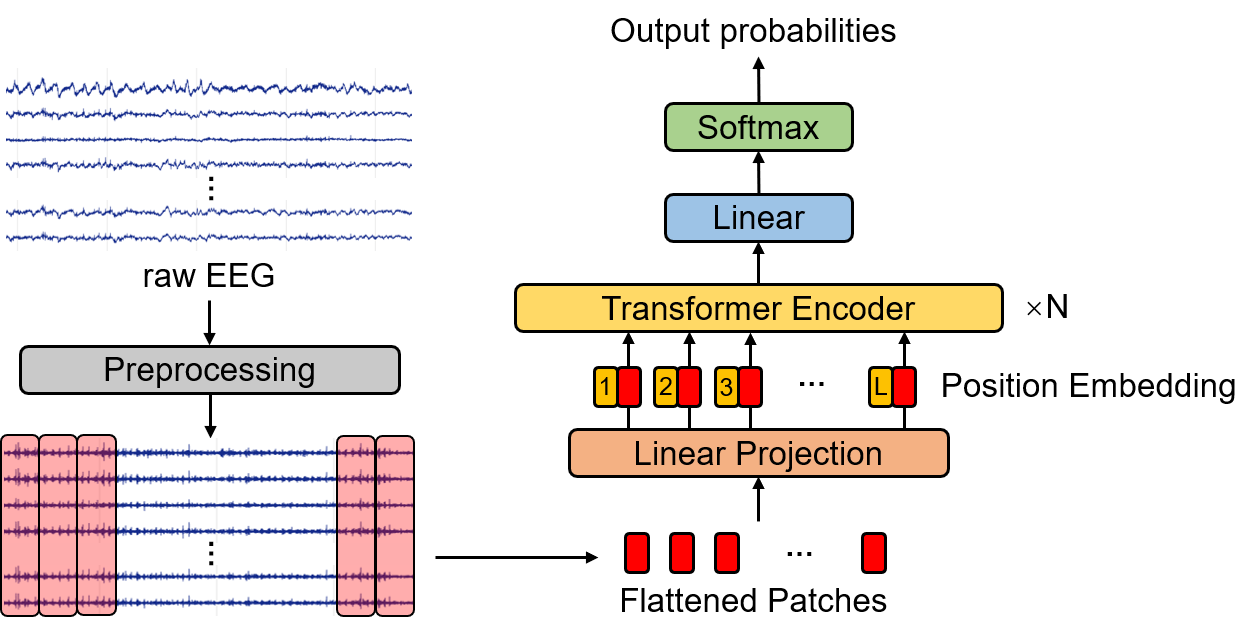 raw EEG
Preprocessing
Flattened Patches
...
Linear Projection
1 2 3 ... L
Position Embedding
Transformer Encoder
×N
Linear
Softmax
Output probabilities